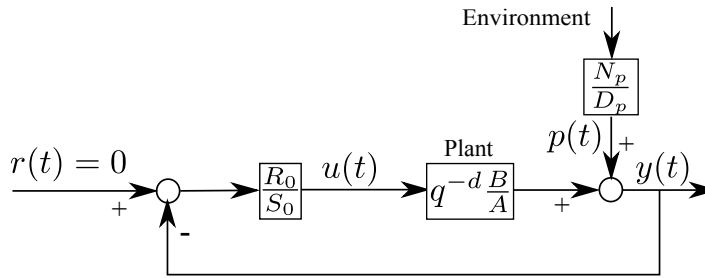 Environment
N_p
D_p
p(t)
+
r(t) = 0
+
-
R_0
S_0
u(t)
Plant
q^{-d} B/A
+
y(t)